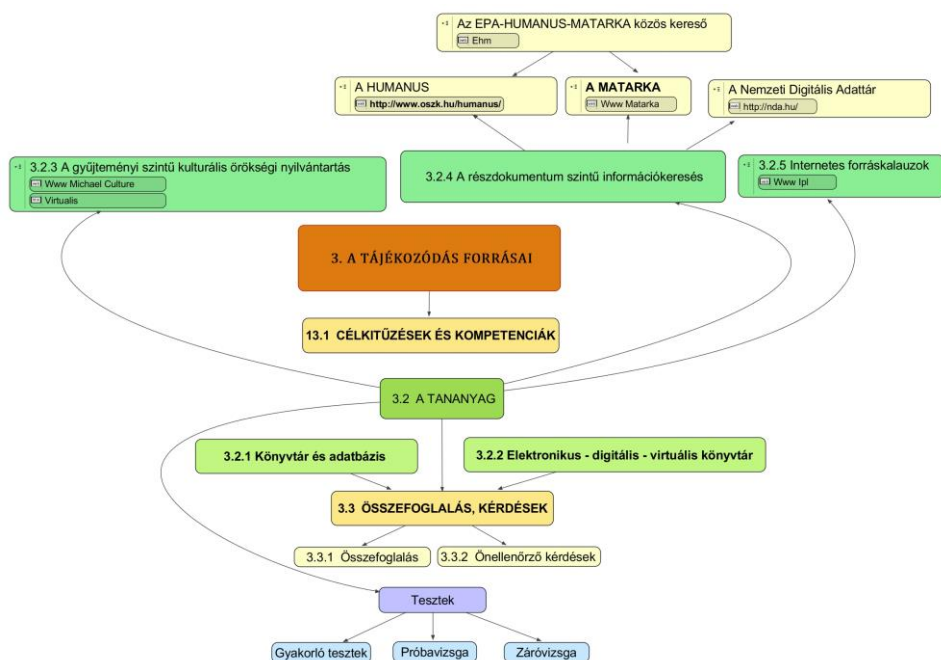 Az EPA-HUMANUS-MATARKA közös kereső
Ehm
A HUMANUS
http://www.oszk.hu/humanus/
A MATARKA
Www Matarka
A Nemzeti Digitális Adattár
http://nda.hu/
3.2.3 A gyűjteményi szintű kulturális örökségi nyilvántartás
Www Michael Culture
Virtualis
3.2.4 A részdokumentum szintű információkeresés
3.2.5 Internetes forráskalauzok
Www Ipl
3. A TÁJÉKOZÓDÁS FORRÁSAI
13.1 CÉLKITŰZÉSEK ÉS KOMPETENCIÁK
3.2 A TANANYAG
3.2.1 Könyvtár és adatbázis
3.2.2 Elektronikus - digitális - virtuális könyvtár
3.3 ÖSSZEFOGLALÁS, KÉRDÉSEK
3.3.1 Összefoglalás
3.3.2 Önellenőrző kérdések
Tesztek
Gyakorló tesztek
Próbavizsga
Záróvizsga